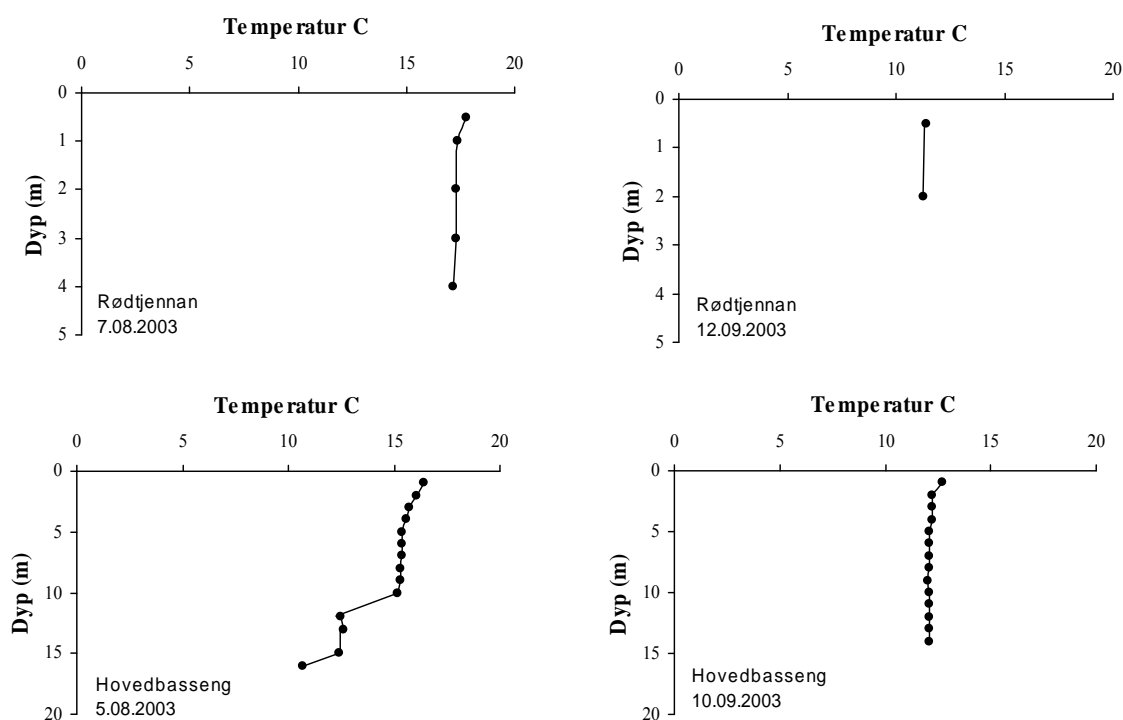 Temperatur C
0 5 10 15 20
0
1
2
3
4
5
Dyp (m)
Rødtjennan
7.08.2003
Temperatur C
0 5 10 15 20
0
1
2
3
4
5
Dyp (m)
Rødtjennan
12.09.2003
Temperatur C
0 5 10 15 20
0
5
10
15
20
Dyp (m)
Hovedbasseng
5.08.2003
Temperatur C
0 5 10 15 20
0
5
10
15
20
Dyp (m)
Hovedbasseng
10.09.2003